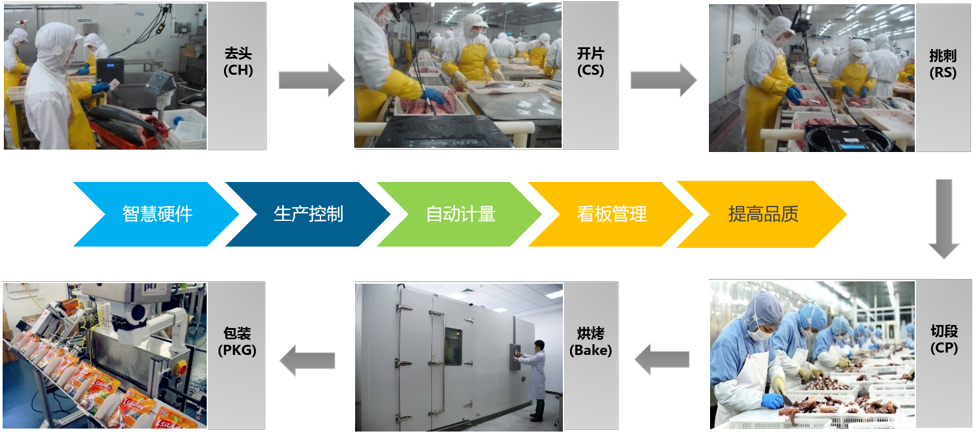 去头
(CH)
开片
(CS)
挑刺
(RS)
智慧硬件
生产控制
自动计量
看板管理
提高品质
包装
(PKG)
烘烤
(Bake)
切段
(CP)